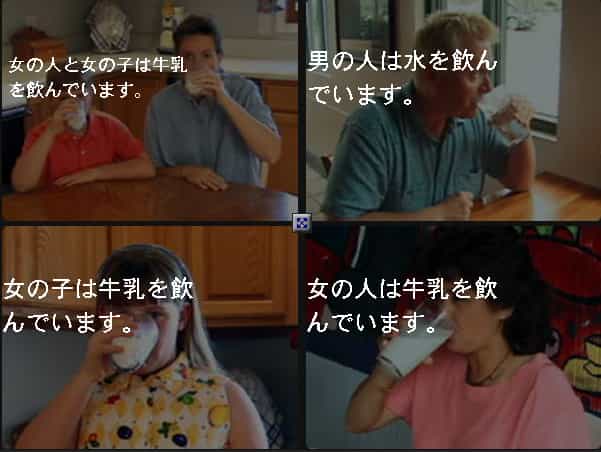 女の人と女の子は牛乳
を飲んでいます。
男の人は水を飲ん
でいます。
女の子は牛乳を飲
んでいます。
女の人は牛乳を飲
んでいます。